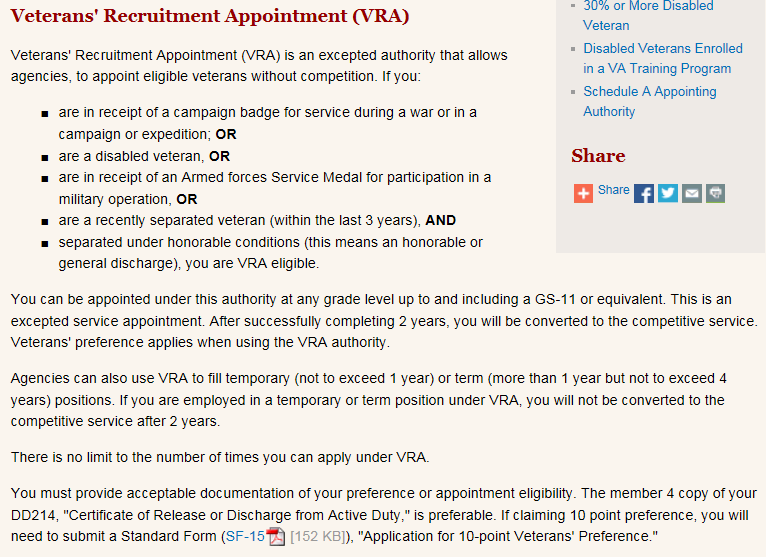 Veterans' Recruitment Appointment (VRA)
Veterans' Recruitment Appointment (VRA) is an excepted authority that allows
agencies, to appoint eligible veterans without competition. If you:
are in receipt of a campaign badge for service during a war or in a
campaign or expedition; OR
are a disabled veteran, OR
are in receipt of an Armed forces Service Medal for participation in a
military operation, OR
are a recently separated veteran (within the last 3 years), AND
separated under honorable conditions (this means an honorable or
general discharge), you are VRA eligible.
You can be appointed under this authority at any grade level up to and including a GS-11 or equivalent. This is an
excepted service appointment. After successfully completing 2 years, you will be converted to the competitive service.
Veterans' preference applies when using the VRA authority.
Agencies can also use VRA to fill temporary (not to exceed 1 year) or term (more than 1 year but not to exceed 4
years) positions. If you are employed in a temporary or term position under VRA, you will not be converted to the
competitive service after 2 years.
There is no limit to the number of times you can apply under VRA.
You must provide acceptable documentation of your preference or appointment eligibility. The member 4 copy of your
DD214, "Certificate of Release or Discharge from Active Duty," is preferable. If claiming 10 point preference, you will
need to submit a Standard Form (SF-15 [152 KB]), "Application for 10-point Veterans' Preference."
30% or More Disabled
Veteran
Disabled Veterans Enrolled
in a VA Training Program
Schedule A Appointing
Authority
Share
Share